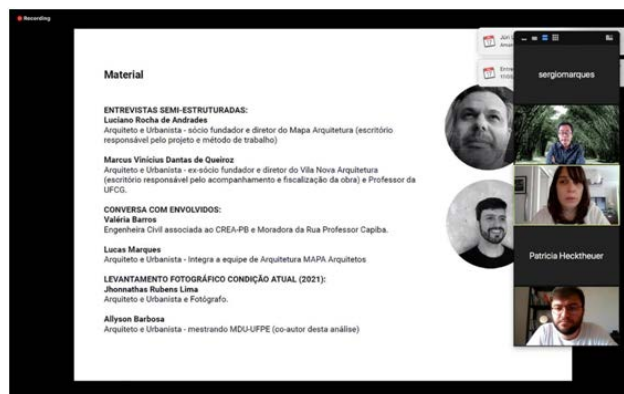 Recording
Material
ENTREVISTAS SEMI-ESTRUTURADAS:
Luciano Rocha de Andrades
Arquiteto e Urbanista - sócio fundador e diretor do Mapa Arquitetura (escritório
responsável pelo projeto e método de trabalho)
Marcus Vinícius Dantas de Queiroz
Arquiteto e Urbanista - ex-sócio fundador e diretor do Vila Nova Arquitetura
(escritório responsável pelo acompanhamento e fiscalização da obra) e Professor da
UFCG.
CONVERSA COM ENVOLVIDOS:
Valéria Barros
Engenheira Civil associada ao CREA-PB e Moradora da Rua Professor Capiba.
Lucas Marques
Arquiteto e Urbanista - Integra a equipe de Arquitetura MAPA Arquitetos
LEVANTAMENTO FOTOGRÁFICO CONDIÇÃO ATUAL (2021):
Jhonnathas Rubens Lima
Arquiteto e Urbanista e Fotógrafo.
Allyson Barbosa
Arquiteto e Urbanista - mestrando MDU-UFPE (co-autor desta análise)
sergiomarques
Patricia Hecktheuer